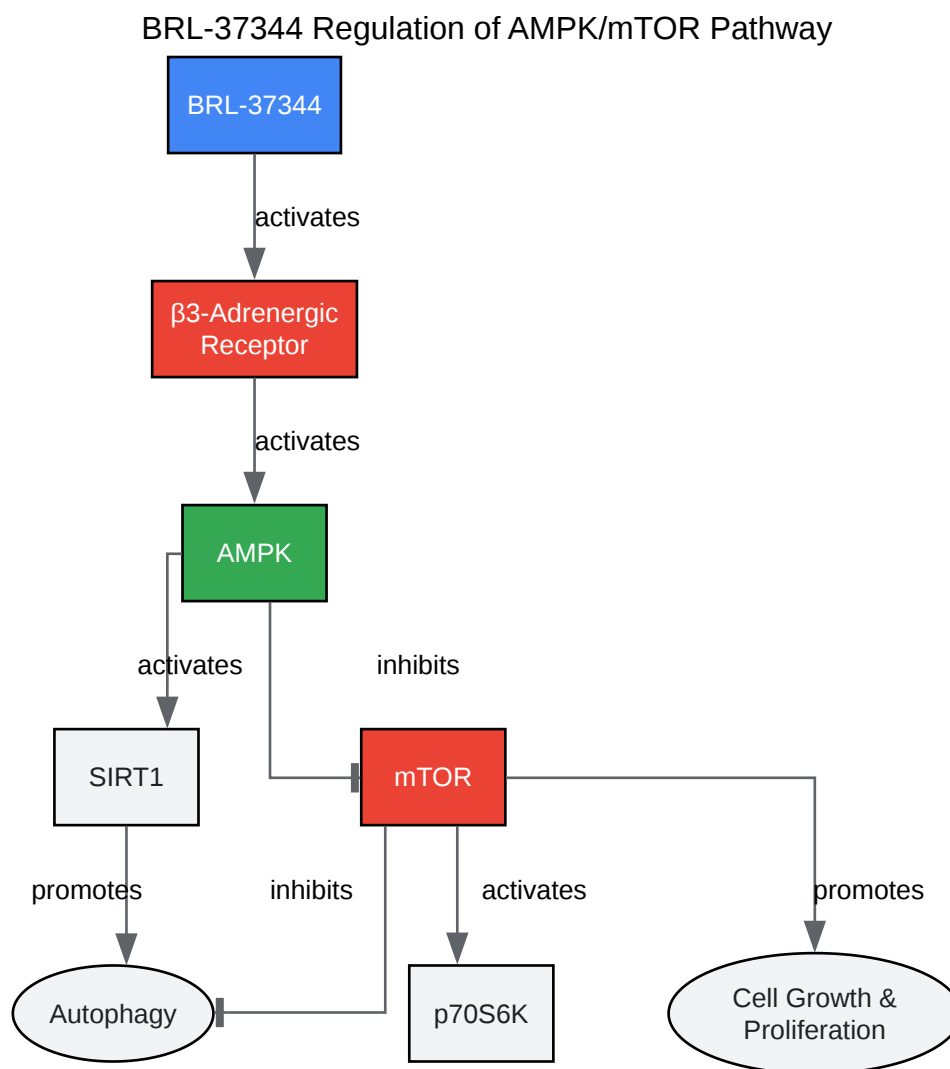 BRL-37344 Regulation of AMPK/mTOR Pathway
BRL-37344
activates
β3-Adrenergic
Receptor
activates
AMPK
activates
inhibits
SIRT1
mTOR
promotes
inhibits
activates
promotes
Autophagy
p70S6K
Cell Growth &
Proliferation